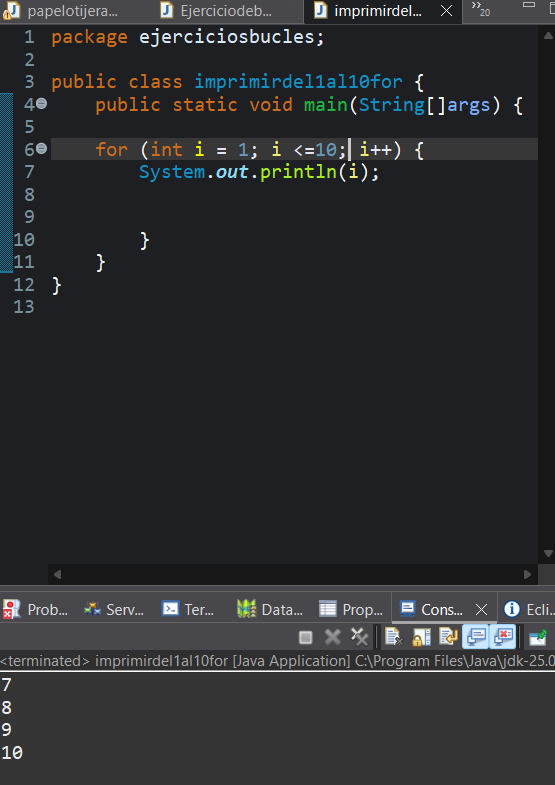 papelotijera... Ejerciciodeb... imprimirdel... »20
1 package ejerciciosbucles;
2
3 public class imprimirdel1al10for {
4 public static void main(String[]args) {
5
6 for (int i = 1; i <=10; i++) {
7 System.out.println(i);
8
9
10 }
11 }
12 }
13
Prob... Serv... Ter... Data... Prop... Cons... Ecli...
<terminated> imprimirdel1al10for [Java Application] C:\Program Files\Java\jdk-25.0
7
8
9
10